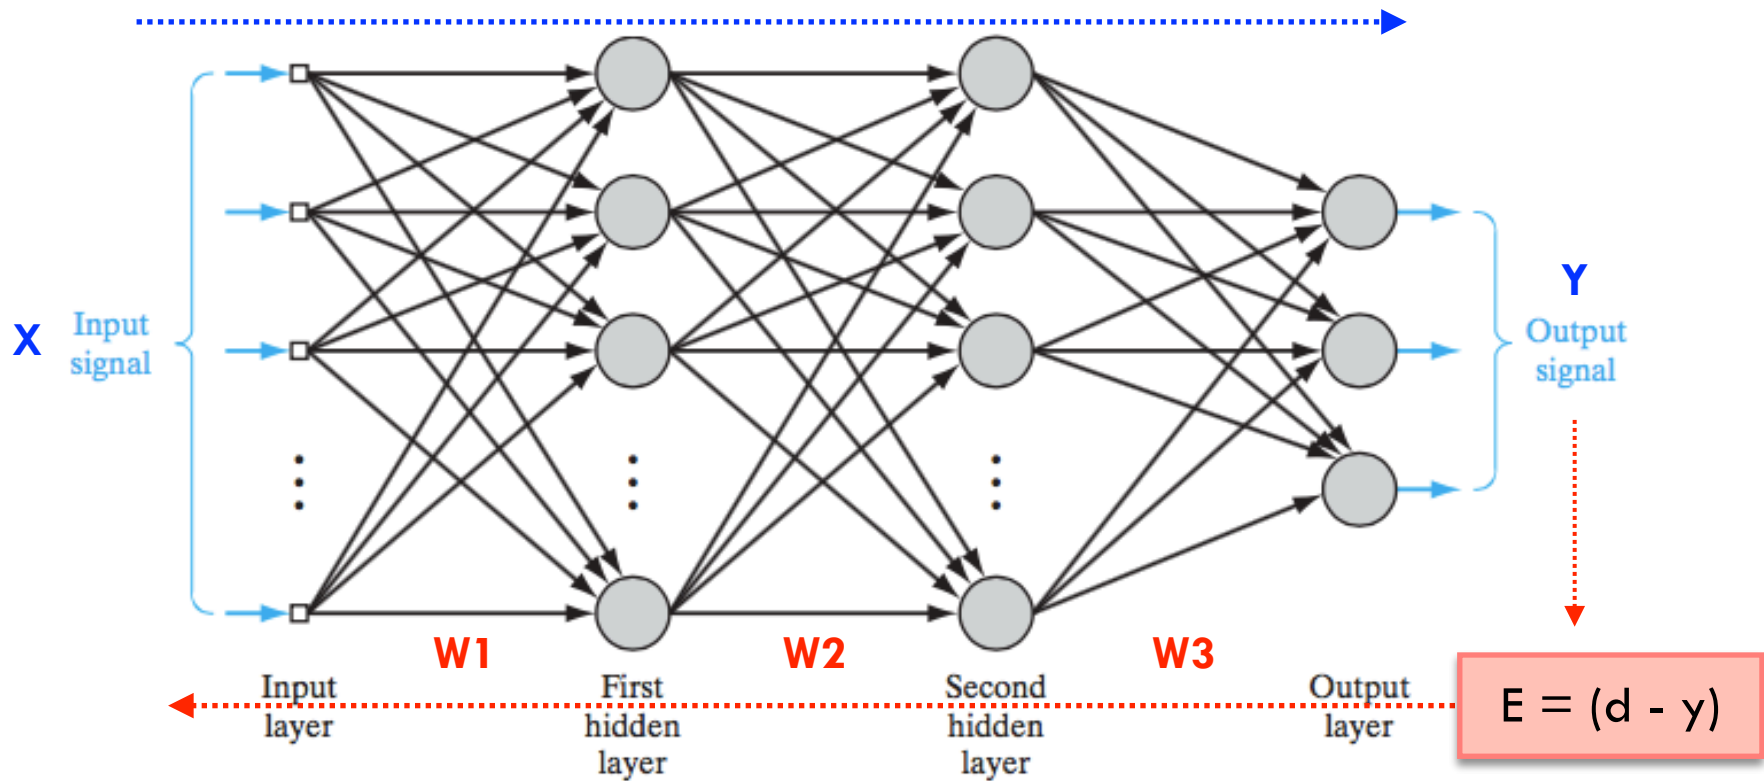 X
Input
signal
Y
Output
signal
W1
W2
W3
Input
layer
First
hidden
layer
Second
hidden
layer
Output
layer
E = (d - y)